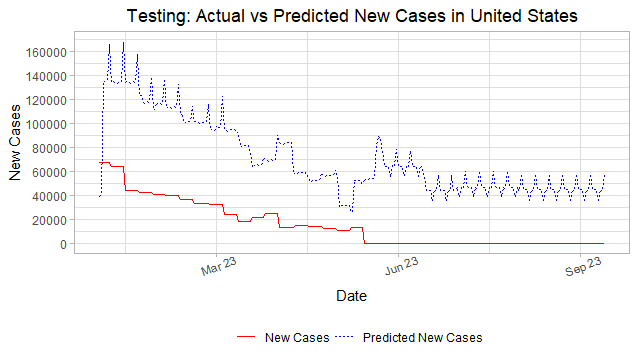 Testing: Actual vs Predicted New Cases in United States
160000
140000
120000
100000
80000
60000
40000
20000
0
New Cases
Mar 23
Jun 23
Sep 23
Date
New Cases
Predicted New Cases